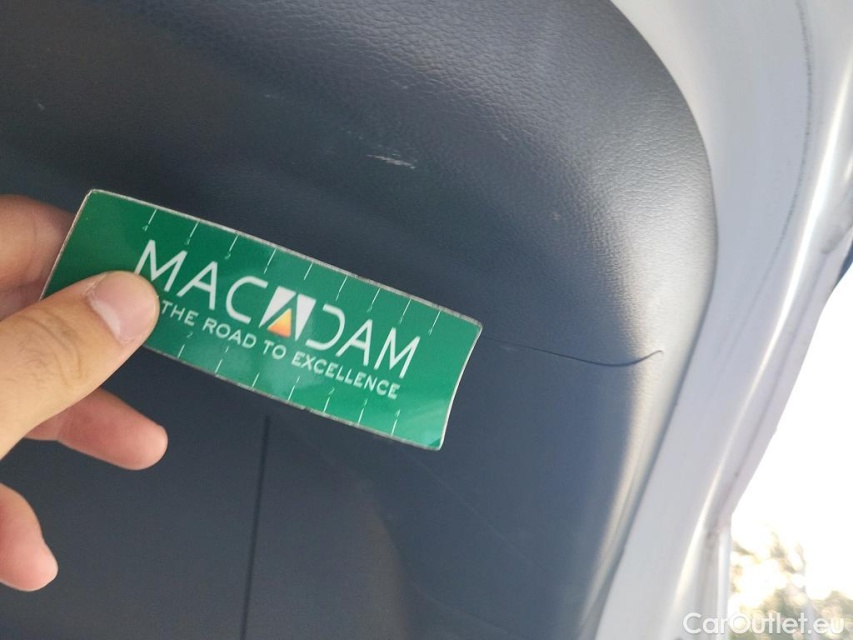 MACADAM
THE ROAD TO EXCELLENCE
CarOutlet.eu